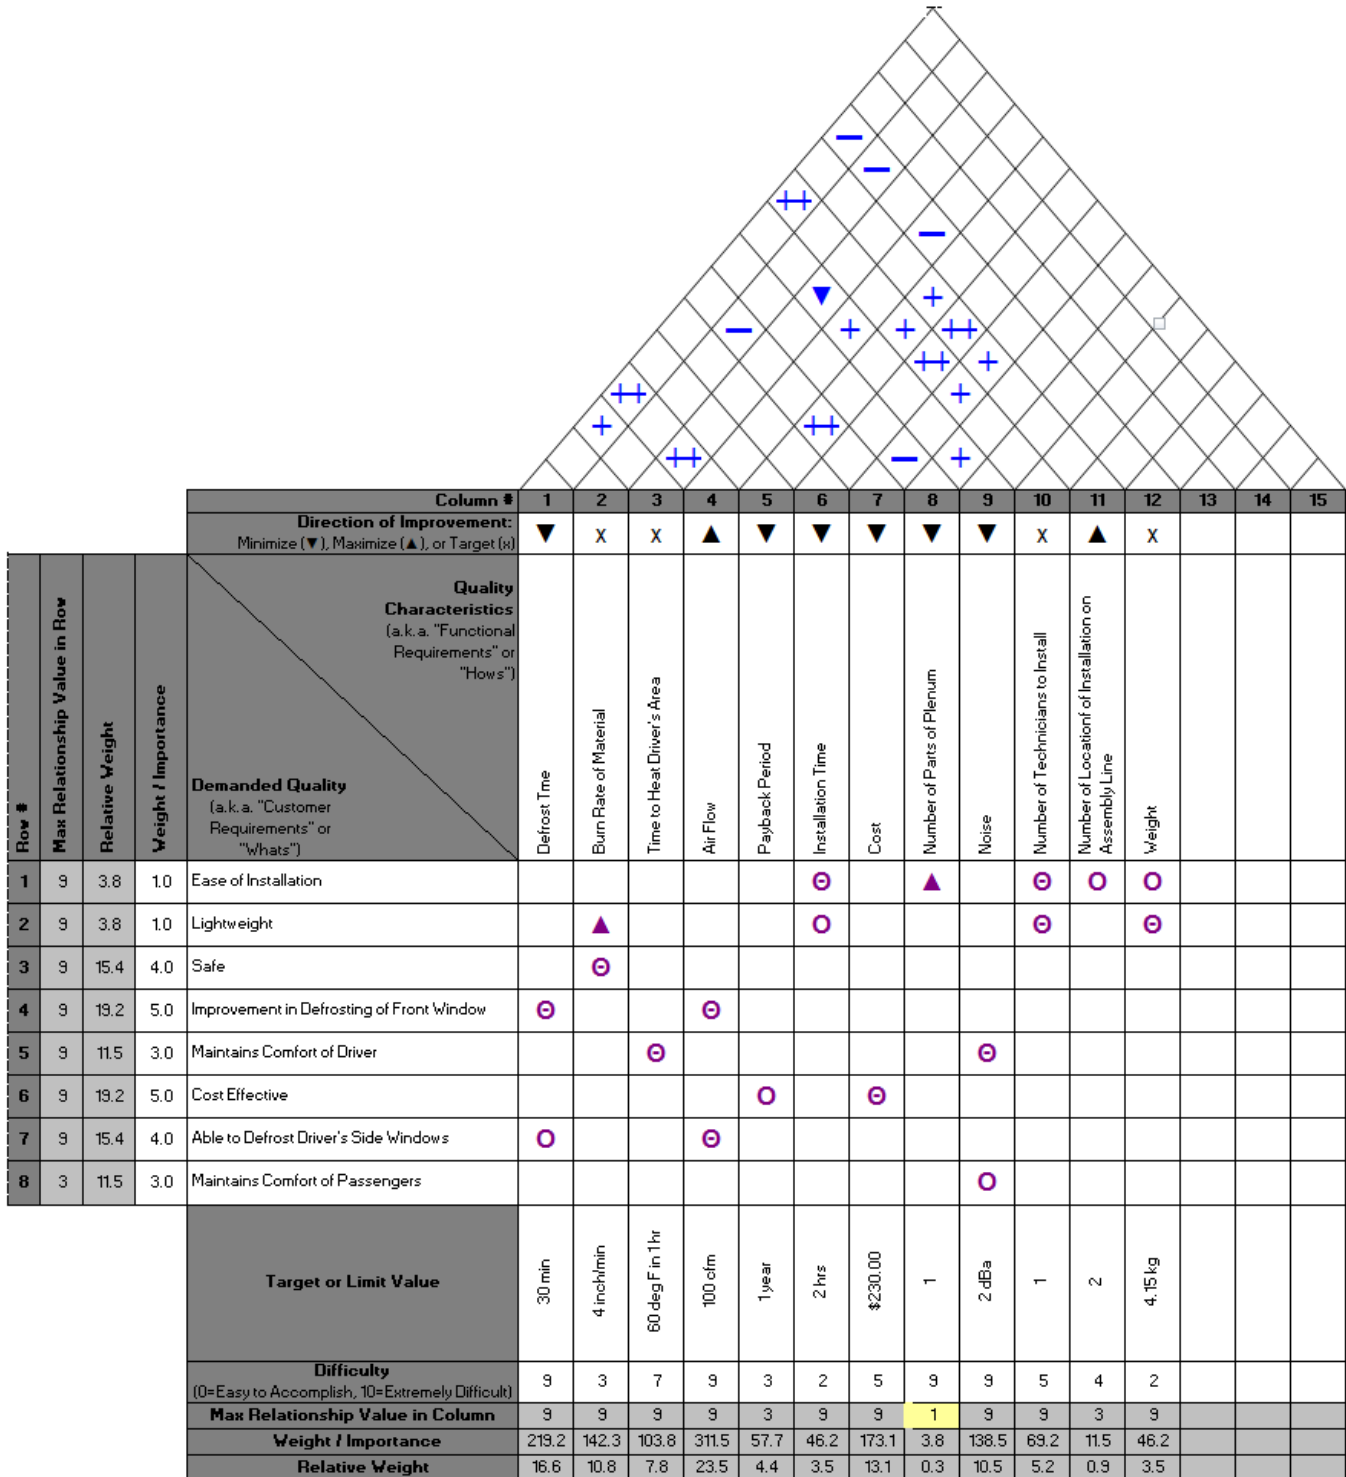 Column # 1 2 3 4 5 6 7 8 9 10 11 12 13 14 15
Direction of Improvement:
Minimize (▼), Maximize (▲), or Target (x) ▼ x x ▲ ▼ ▼ ▼ ▼ ▼ x ▲ x
Row #
Max Relationship Value in Row
Relative Weight
Weight / Importance
Quality
Characteristics
(a.k.a. "Functional
Requirements" or
"Hows")
Demanded Quality
(a.k.a. "Customer
Requirements" or
"Whats")
Defrost Tme
Burn Rate of Material
Time to Heat Driver's Area
Air Flow
Payback Period
Installation Time
Cost
Number of Parts of Plenum
Noise
Number of Technicians to Install
Number of Locationf of Installation on
Assembly Line
Weight
1 9 3.8 1.0 Ease of Installation Θ ▲ Θ Ο Ο
2 9 3.8 1.0 Lightweight ▲ Ο Θ Θ
3 9 15.4 4.0 Safe Θ
4 9 19.2 5.0 Improvement in Defrosting of Front Window Θ Θ
5 9 11.5 3.0 Maintains Comfort of Driver Θ Θ
6 9 19.2 5.0 Cost Effective Ο Θ
7 9 15.4 4.0 Able to Defrost Driver's Side Windows Ο Θ
8 3 11.5 3.0 Maintains Comfort of Passengers Ο
Target or Limit Value 30 min 4 inch/min 60 deg F in 1 hr 100 cfm 1 year 2 hrs $230.00 1 2 dBa 1 2 4.15 kg
Difficulty
(0=Easy to Accomplish, 10=Extremely Difficult) 9 3 7 9 3 2 5 9 9 5 4 2
Max Relationship Value in Column 9 9 9 9 3 9 9 1 9 9 3 9
Weight / Importance 219.2 142.3 103.8 311.5 57.7 46.2 173.1 3.8 138.5 69.2 11.5 46.2
Relative Weight 16.6 10.8 7.8 23.5 4.4 3.5 13.1 0.3 10.5 5.2 0.9 3.5